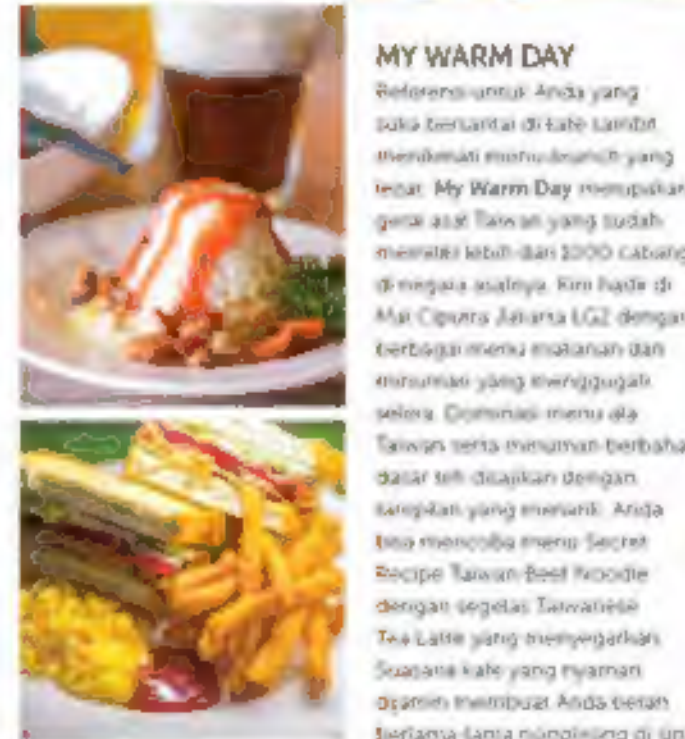 MY WARM DAY
Referensi untuk Anda yang
suka bersantai di kafe sambil
menikmati menu brunch yang
lezat. My Warm Day merupakan
gerai asal Taiwan yang sudah
memiliki lebih dari 1000 cabang
di negara asalnya. Kini hadir di
Mal Ciputra Jakarta LG2 dengan
berbagai menu makanan dan
minuman yang menggugah
selera. Dominasi menu ala
Taiwan serta minuman berbaha
dasar teh disajikan dengan
tampilan yang menarik. Anda
bisa mencoba menu Secret
Recipe Taiwan Beef Noodle
dengan segelas Taiwanese
Tea Latte yang menyegarkan.
Suasana kafe yang nyaman
dijamin membuat Anda betah
berlama-lama nongkrong di sini